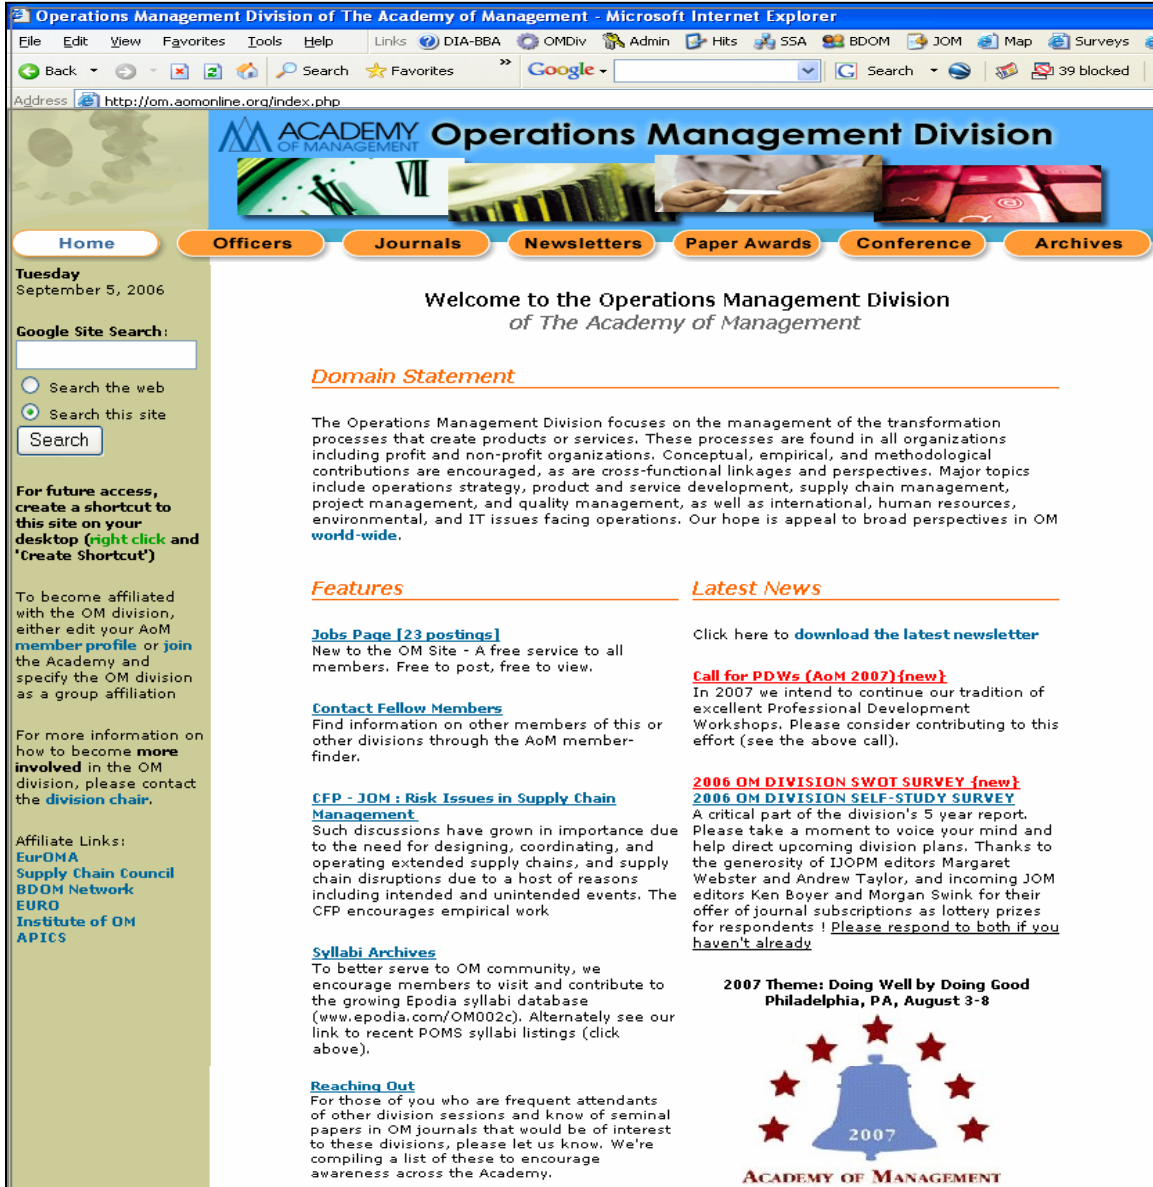 Operations Management Division of The Academy of Management - Microsoft Internet Explorer
File Edit View Favorites Tools Help Links DIA-BBA OMDiv Admin Hits SSA BDOM JOM Map Surveys
Back Search Favorites » Google Search 39 blocked
Address http://om.aomonline.org/index.php
ACADEMY OF MANAGEMENT Operations Management Division
VII
Home Officers Journals Newsletters Paper Awards Conference Archives
Tuesday
September 5, 2006
Google Site Search:
Search the web
Search this site
Search
For future access,
create a shortcut to
this site on your
desktop (right click and
'Create Shortcut')
To become affiliated
with the OM division,
either edit your AoM
member profile or join
the Academy and
specify the OM division
as a group affiliation
For more information on
how to become more
involved in the OM
division, please contact
the division chair.
Affiliate Links:
EurOMA
Supply Chain Council
BDOM Network
EURO
Institute of OM
APICS
Welcome to the Operations Management Division
of The Academy of Management
Domain Statement
The Operations Management Division focuses on the management of the transformation
processes that create products or services. These processes are found in all organizations
including profit and non-profit organizations. Conceptual, empirical, and methodological
contributions are encouraged, as are cross-functional linkages and perspectives. Major topics
include operations strategy, product and service development, supply chain management,
project management, and quality management, as well as international, human resources,
environmental, and IT issues facing operations. Our hope is appeal to broad perspectives in OM
world-wide.
Features
Jobs Page [23 postings]
New to the OM Site - A free service to all
members. Free to post, free to view.
Contact Fellow Members
Find information on other members of this or
other divisions through the AoM member-
finder.
CFP - JOM : Risk Issues in Supply Chain
Management
Such discussions have grown in importance due
to the need for designing, coordinating, and
operating extended supply chains, and supply
chain disruptions due to a host of reasons
including intended and unintended events. The
CFP encourages empirical work
Syllabi Archives
To better serve to OM community, we
encourage members to visit and contribute to
the growing Epodia syllabi database
(www.epodia.com/OM002c). Alternately see our
link to recent POMS syllabi listings (click
above).
Reaching Out
For those of you who are frequent attendants
of other division sessions and know of seminal
papers in OM journals that would be of interest
to these divisions, please let us know. We're
compiling a list of these to encourage
awareness across the Academy.
Latest News
Click here to download the latest newsletter
Call for PDWs (AoM 2007){new}
In 2007 we intend to continue our tradition of
excellent Professional Development
Workshops. Please consider contributing to this
effort (see the above call).
2006 OM DIVISION SWOT SURVEY {new}
2006 OM DIVISION SELF-STUDY SURVEY
A critical part of the division's 5 year report.
Please take a moment to voice your mind and
help direct upcoming division plans. Thanks to
the generosity of IJOPM editors Margaret
Webster and Andrew Taylor, and incoming JOM
editors Ken Boyer and Morgan Swink for their
offer of journal subscriptions as lottery prizes
for respondents ! Please respond to both if you
haven't already
2007 Theme: Doing Well by Doing Good
Philadelphia, PA, August 3-8
2007
ACADEMY OF MANAGEMENT